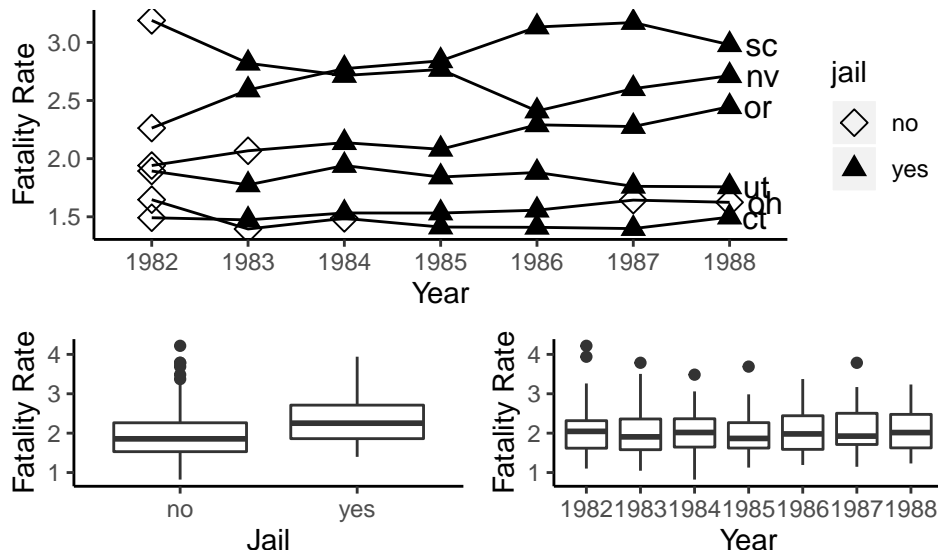 Fatality Rate
3.0
2.5
2.0
1.5
sc
nv
or
ut
oh
ct
1982 1983 1984 1985 1986 1987 1988
Year
jail
no
yes
Fatality Rate
4
3
2
1
no yes
Jail
Fatality Rate
4
3
2
1
1982 1983 1984 1985 1986 1987 1988
Year